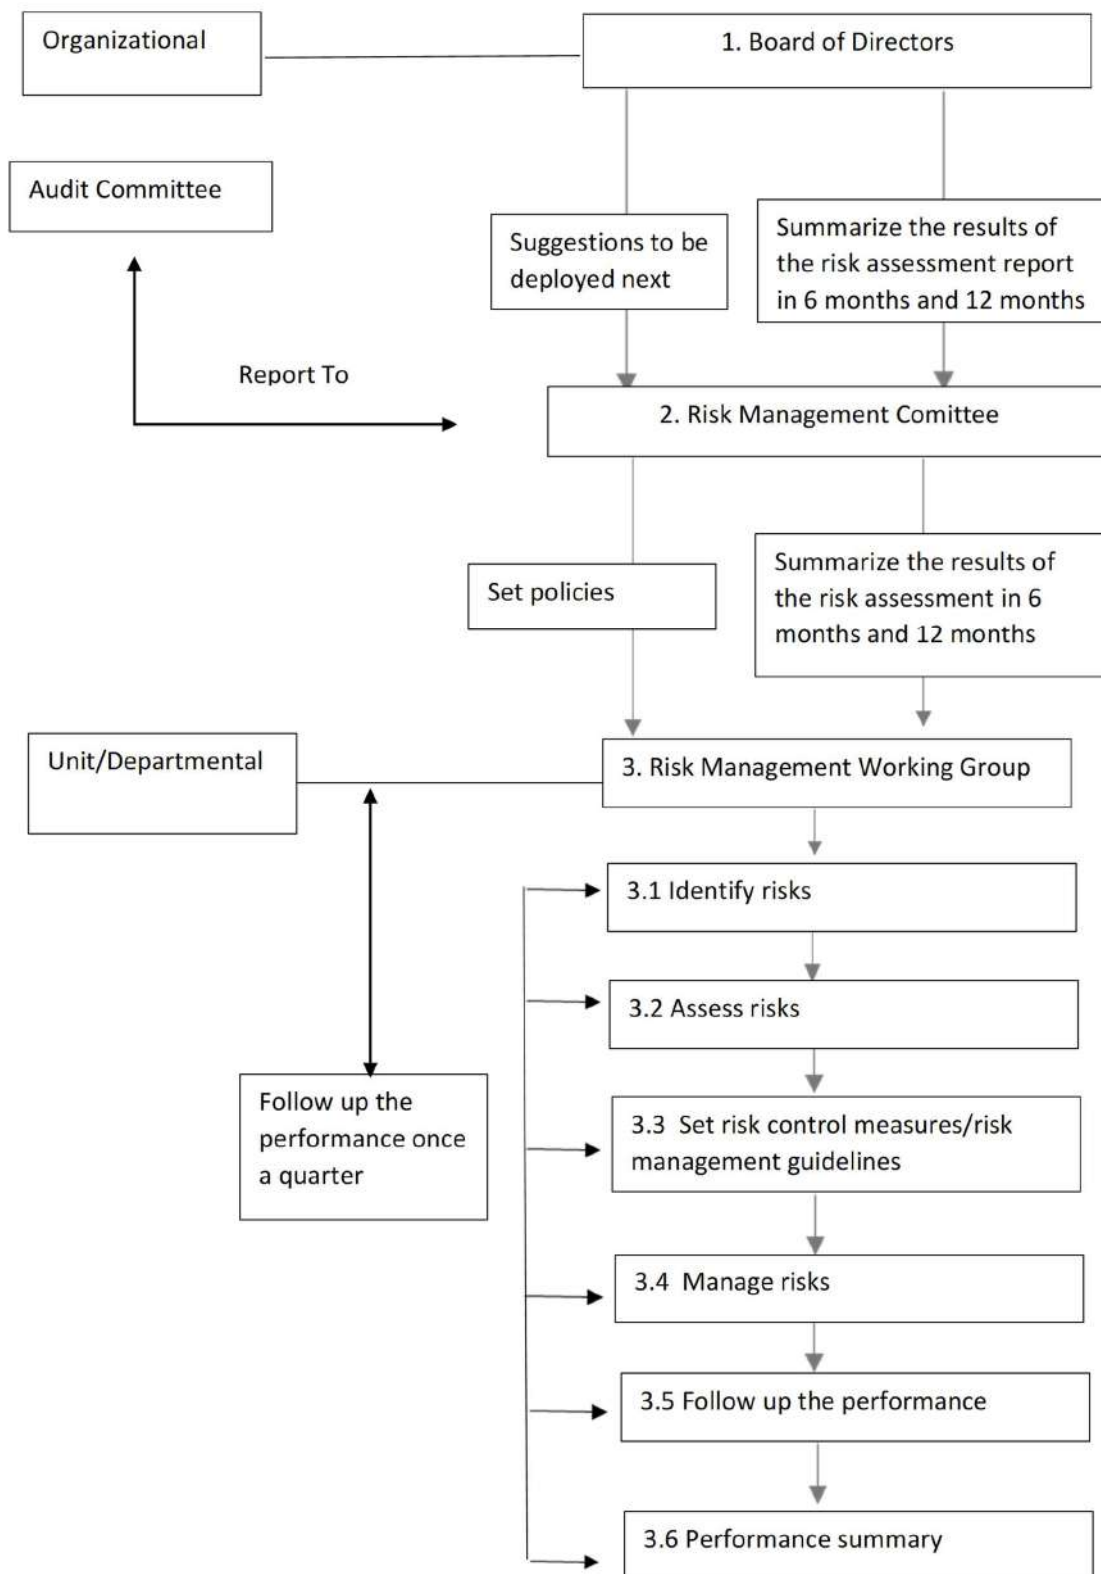 Organizational
1. Board of Directors
Audit Committee
Suggestions to be
deployed next
Summarize the results of
the risk assessment report
in 6 months and 12 months
Report To
2. Risk Management Comittee
Set policies
Summarize the results of
the risk assessment in 6
months and 12 months
Unit/Departmental
3. Risk Management Working Group
3.1 Identify risks
3.2 Assess risks
Follow up the
performance once
a quarter
3.3 Set risk control measures/risk
management guidelines
3.4 Manage risks
3.5 Follow up the performance
3.6 Performance summary